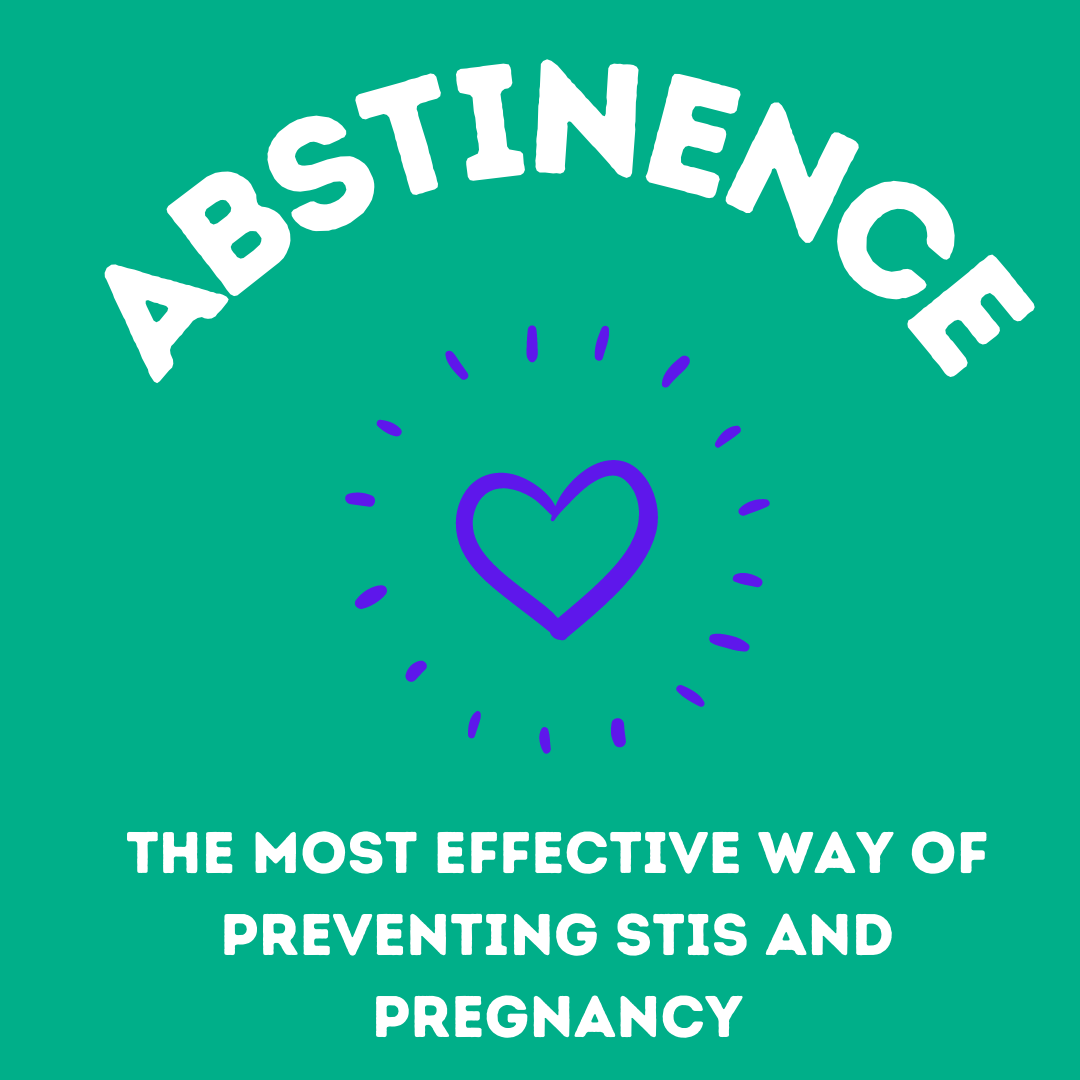 ABSTINENCE
THE MOST EFFECTIVE WAY OF
PREVENTING STIS AND
PREGNANCY